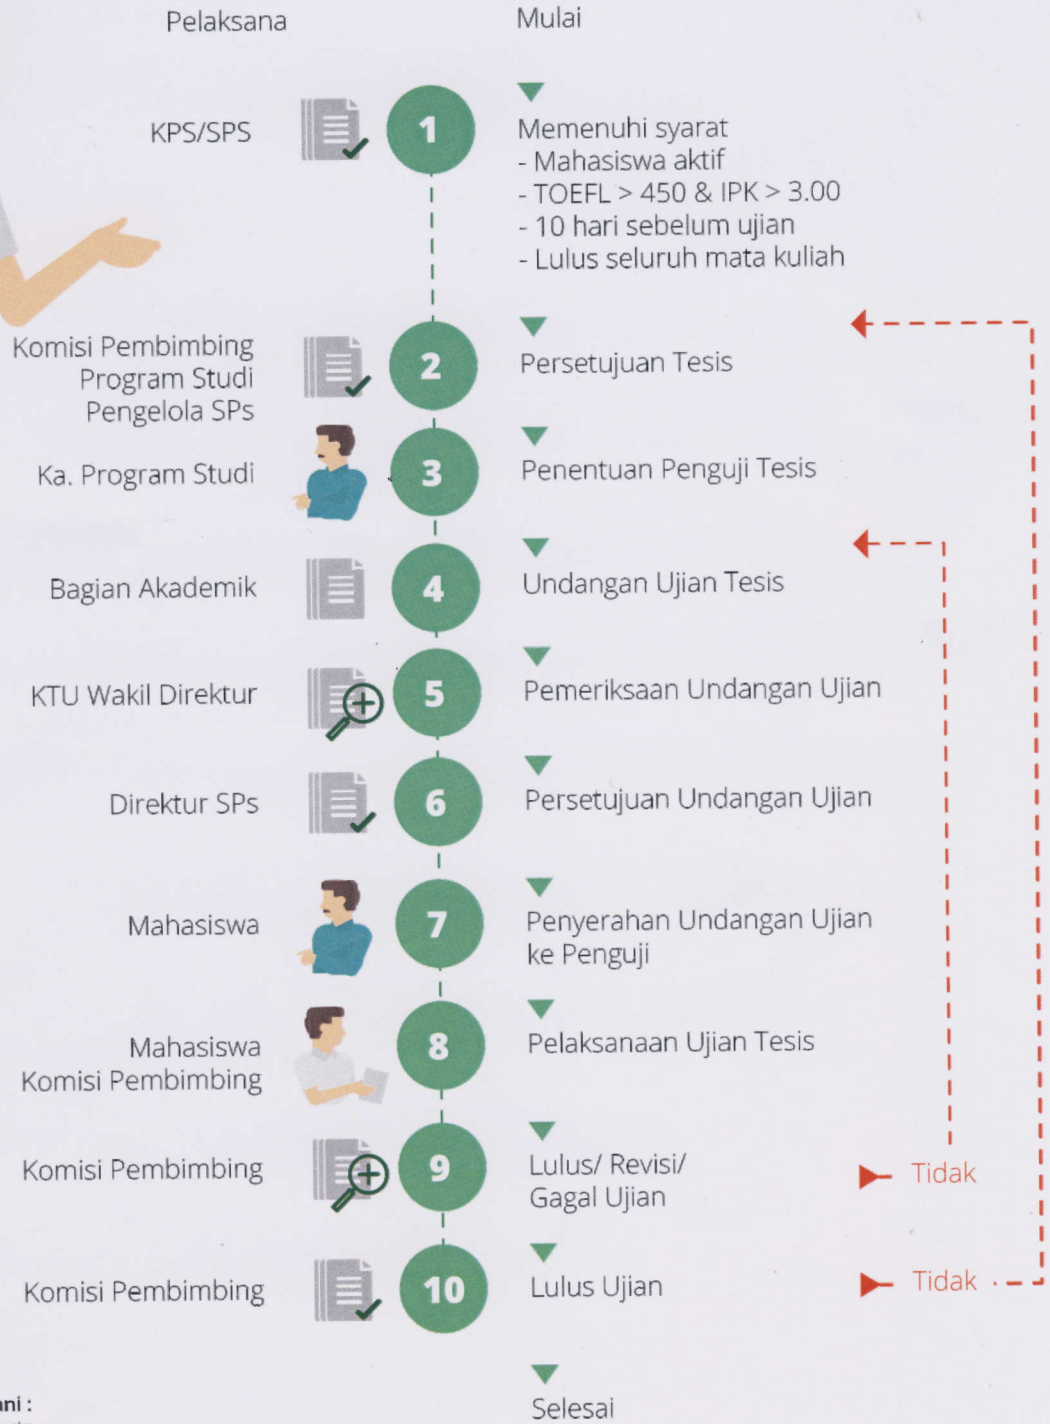 Pelaksana
Mulai
KPS/SPS
1
Memenuhi syarat
- Mahasiswa aktif
- TOEFL > 450 & IPK > 3.00
- 10 hari sebelum ujian
- Lulus seluruh mata kuliah
Komisi Pembimbing
Program Studi
Pengelola SPs
2
Persetujuan Tesis
Ka. Program Studi
3
Penentuan Penguji Tesis
Bagian Akademik
4
Undangan Ujian Tesis
KTU Wakil Direktur
5
Pemeriksaan Undangan Ujian
Direktur SPs
6
Persetujuan Undangan Ujian
Mahasiswa
7
Penyerahan Undangan Ujian
ke Penguji
Mahasiswa
Komisi Pembimbing
8
Pelaksanaan Ujian Tesis
Komisi Pembimbing
9
Lulus/ Revisi/
Gagal Ujian
Tidak
Komisi Pembimbing
10
Lulus Ujian
Tidak
Selesai